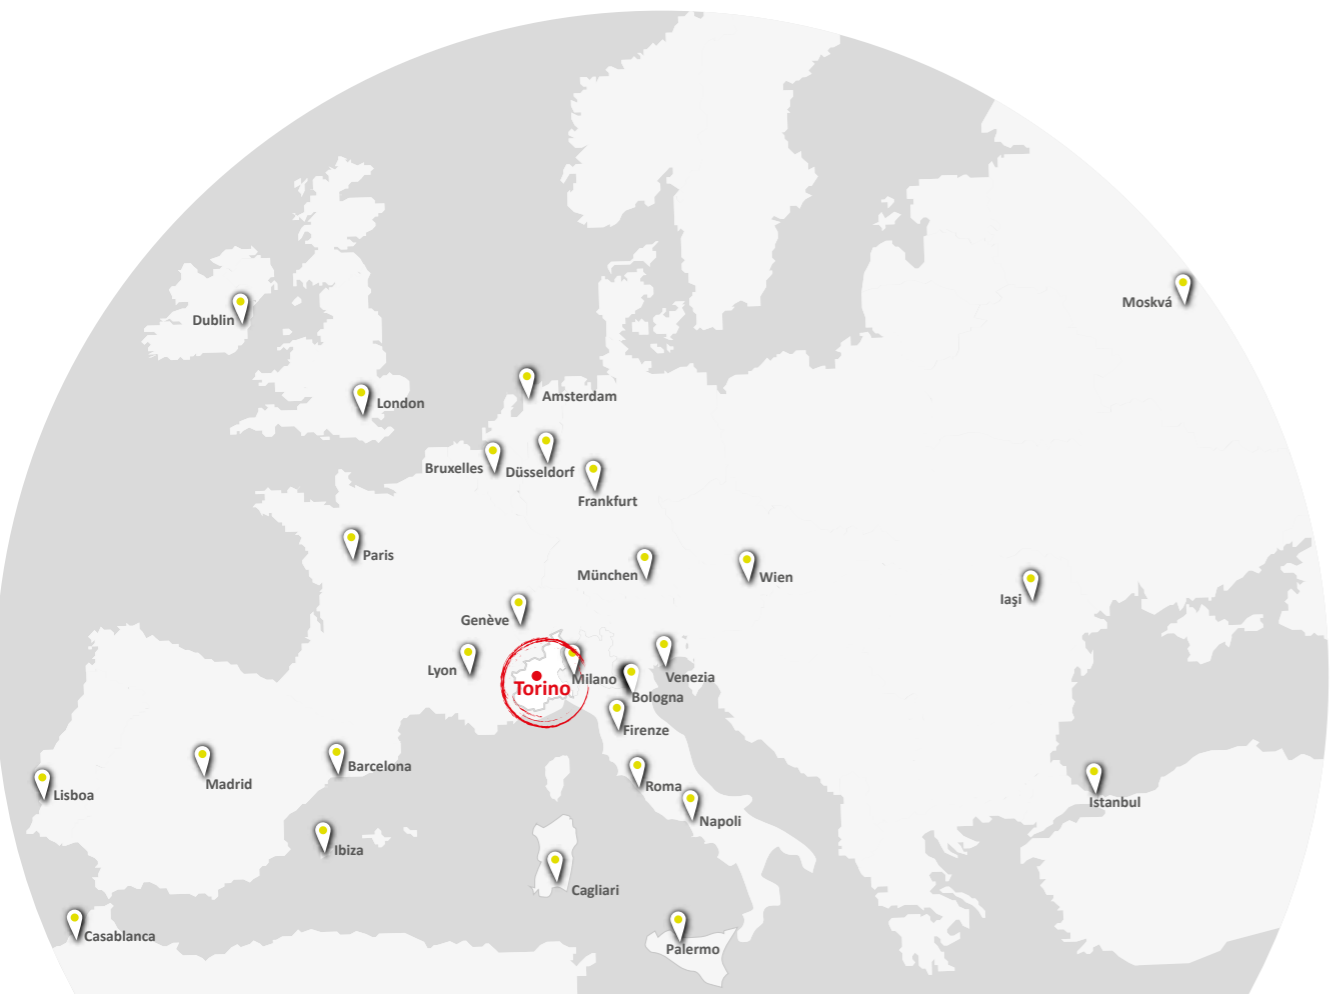 Moskvá
Dublin
Amsterdam
London
Bruxelles
Düsseldorf
Frankfurt
Paris
München
Wien
Iaşi
Genève
Lyon
Milano
Venezia
Torino
Bologna
Firenze
Barcelona
Madrid
Roma
Lisboa
Istanbul
Napoli
Ibiza
Cagliari
Casablanca
Palermo